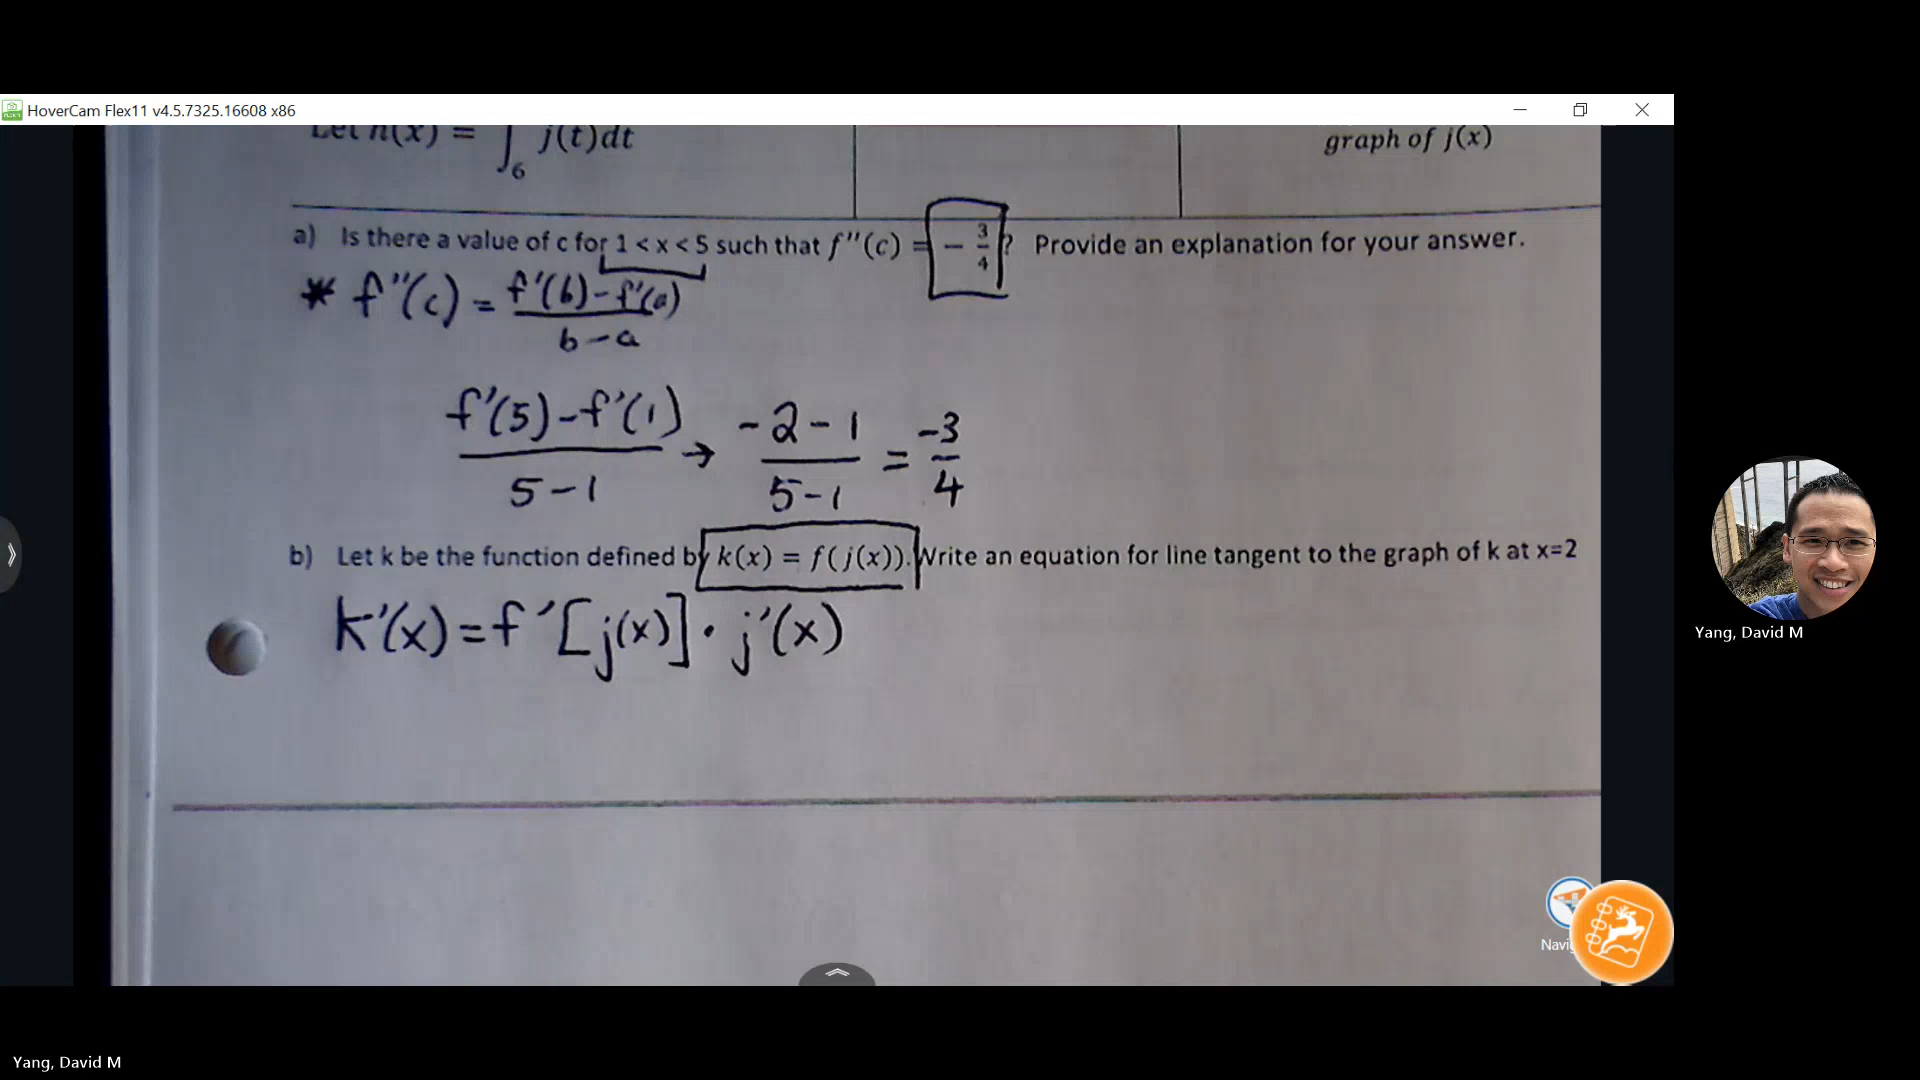 HoverCam Flex11 v4.5.7325.16608 x86
Let h(x) = ∫₆ j(t)dt
graph of j(x)
a) Is there a value of c for 1 < x < 5 such that f''(c) = - 3/4 ? Provide an explanation for your answer.
* f''(c) = f'(b)-f'(a) / b-a
f'(5)-f'(1) / 5-1 → -2-1 / 5-1 = -3/4
b) Let k be the function defined by k(x) = f(j(x)). Write an equation for line tangent to the graph of k at x=2
k'(x) = f'[j(x)] · j'(x)
Yang, David M
Yang, David M